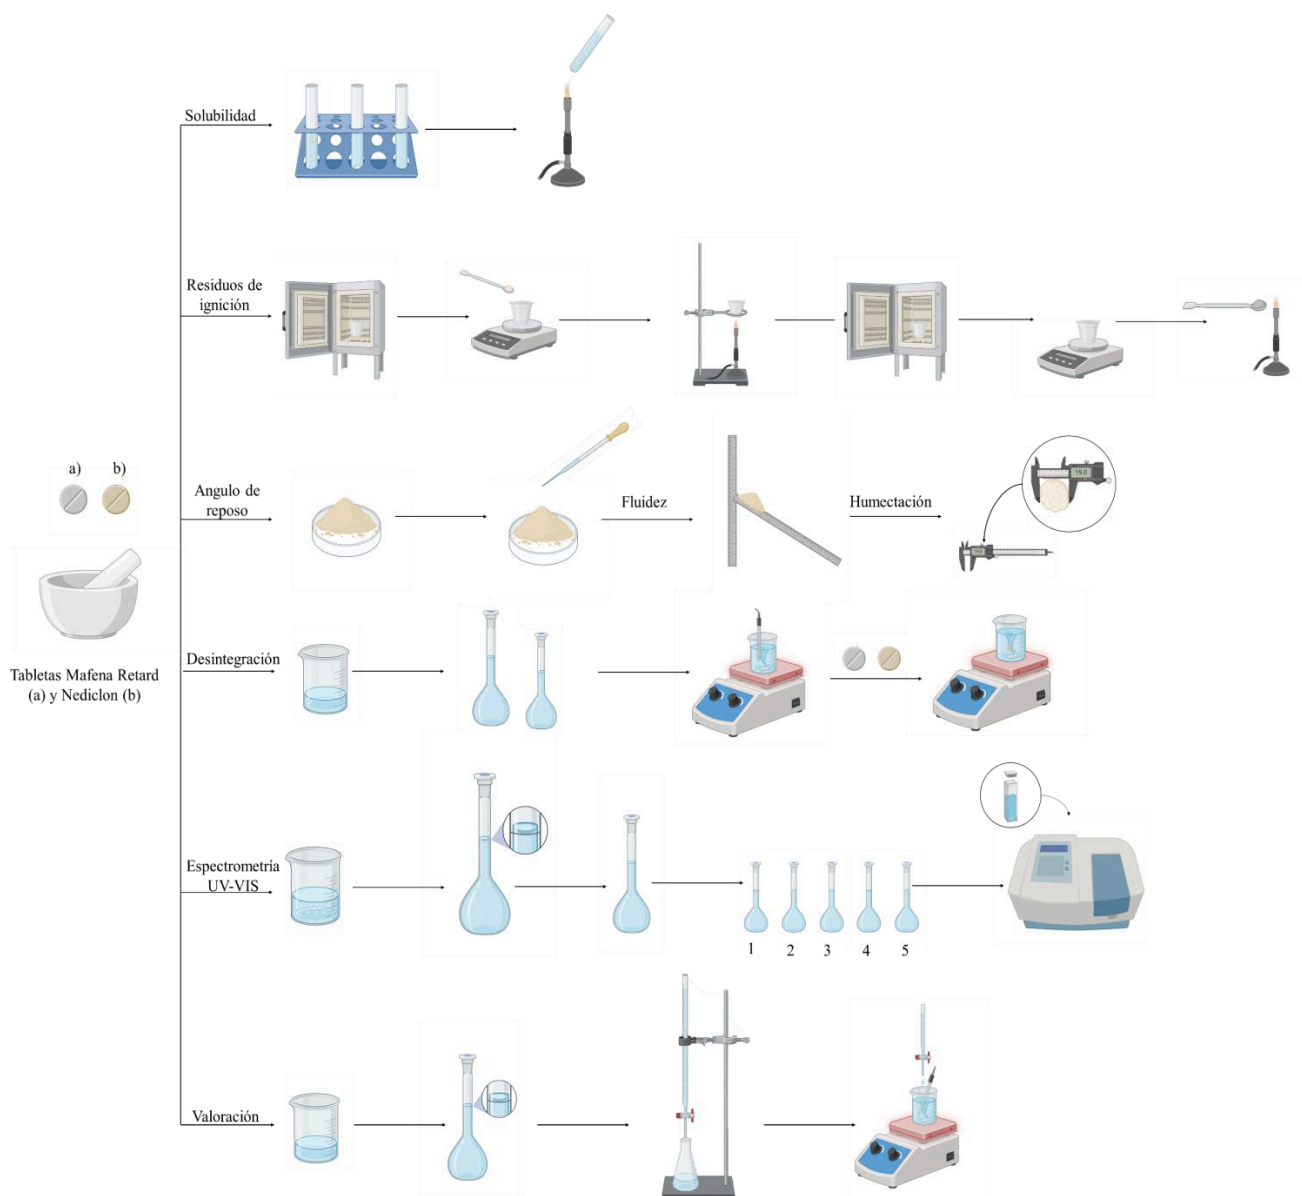 Solubilidad
Residuos de
ignición
a)
b)
Angulo de
reposo
Fluidez
Humectación
19.0
Tabletas Mafena Retard
(a) y Nediclon (b)
Desintegración
Espectrometría
UV-VIS
1
2
3
4
5
Valoración